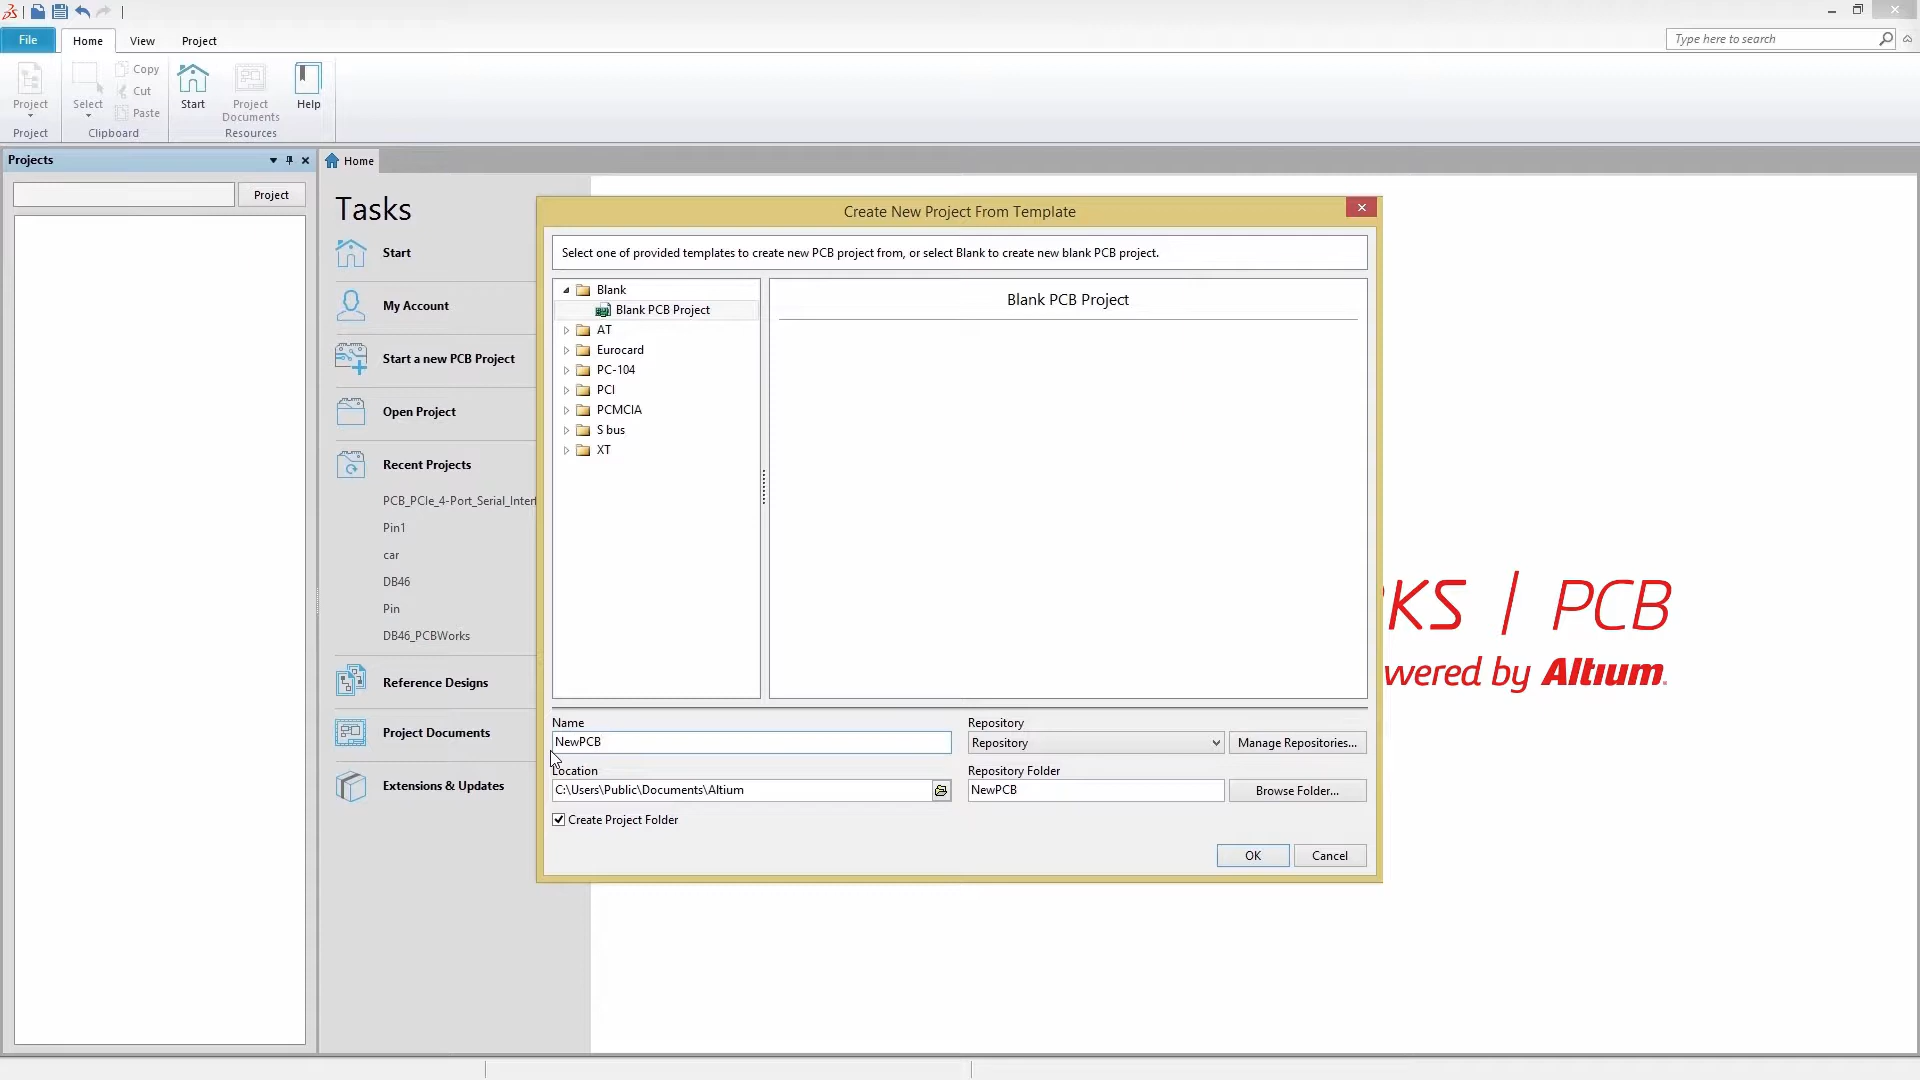 File
Home
View
Project
Type here to search
Project
Select
Copy
Cut
Paste
Start
Project
Documents
Help
Project
Clipboard
Resources
Projects
Project
Home
Tasks
Start
My Account
Start a new PCB Project
Open Project
Recent Projects
PCB_PCIe_4-Port_Serial_Inter
Pin1
car
DB46
Pin
DB46_PCBWorks
Reference Designs
Project Documents
Extensions & Updates
Create New Project From Template
Select one of provided templates to create new PCB project from, or select Blank to create new blank PCB project.
Blank
Blank PCB Project
AT
Eurocard
PC-104
PCI
PCMCIA
S bus
XT
Blank PCB Project
Name
NewPCB
Location
C:\Users\Public\Documents\Altium
Create Project Folder
Repository
Repository
Manage Repositories...
Repository Folder
NewPCB
Browse Folder...
OK
Cancel
RKS | PCB
wered by Altium.